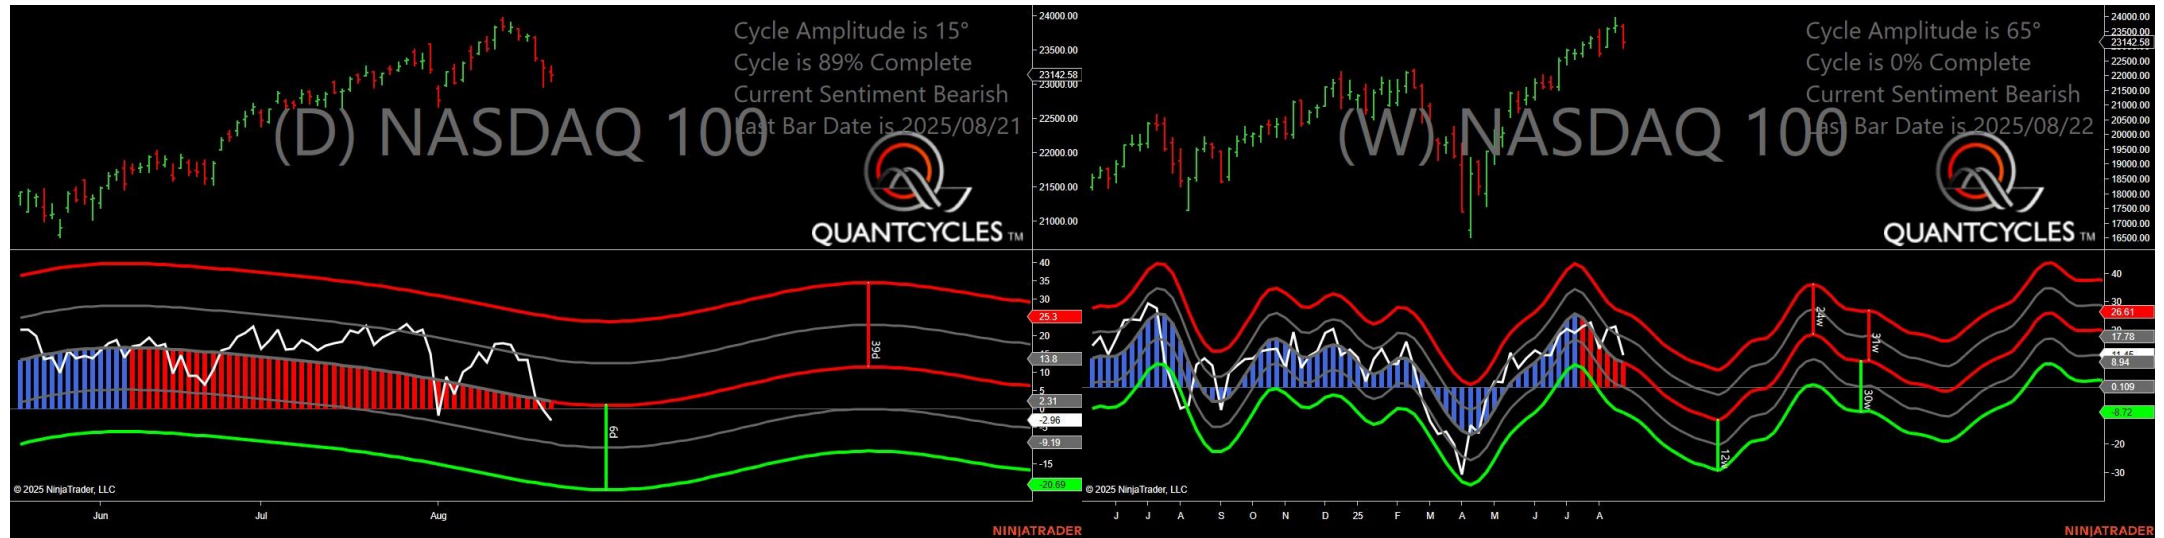 Cycle Amplitude is 15°
Cycle is 89% Complete
Current Sentiment Bearish
Last Bar Date is 2025/08/21
(D) NASDAQ 100
QUANTCYCLES TM
24000.00
23500.00
23142.58
23000.00
22500.00
22000.00
21500.00
21000.00
40
35
30
25.3
20
13.8
10
5
2.31
0
-2.96
-9.19
-15
-20.69
39d
6d
© 2025 NinjaTrader, LLC
Jun
Jul
Aug
NINJATRADER
Cycle Amplitude is 65°
Cycle is 0% Complete
Current Sentiment Bearish
Last Bar Date is 2025/08/22
(W) NASDAQ 100
QUANTCYCLES TM
24000.00
23500.00
23142.58
22500.00
22000.00
21500.00
21000.00
20500.00
20000.00
19500.00
19000.00
18500.00
18000.00
17500.00
17000.00
16500.00
40
30
26.61
17.78
8.94
0.109
-8.72
-20
-30
24w
31w
30w
12w
© 2025 NinjaTrader, LLC
J
J
A
S
O
N
D
25
F
M
A
M
J
J
A
NINJATRADER